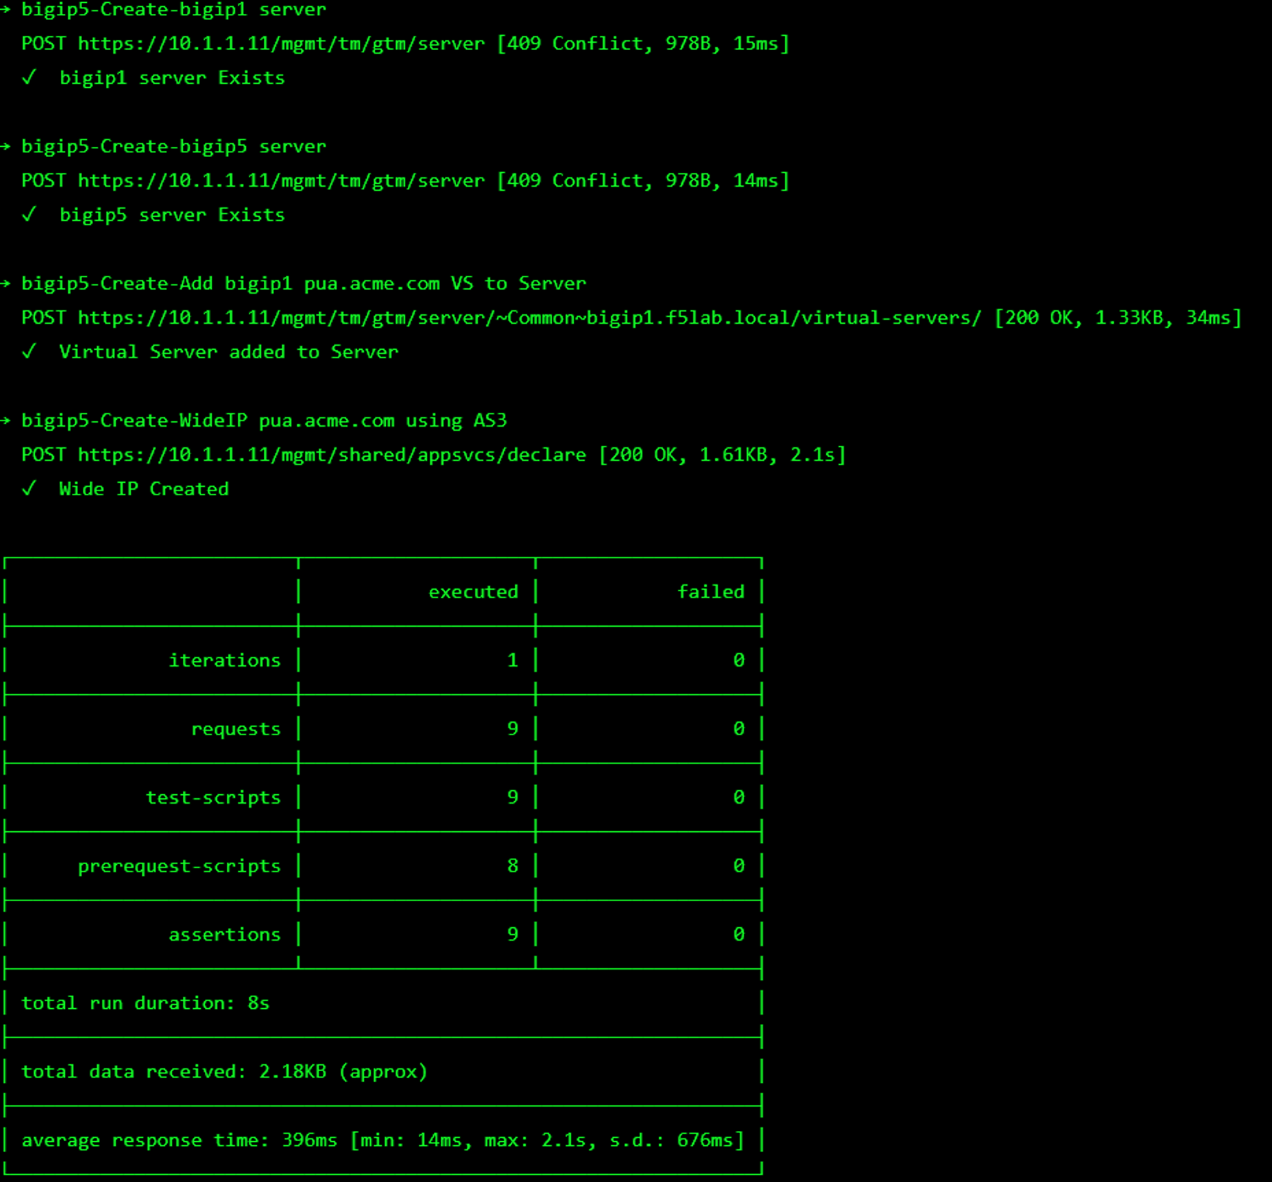 → bigip5-Create-bigip1 server
POST https://10.1.1.11/mgmt/tm/gtm/server [409 Conflict, 978B, 15ms]
✓ bigip1 server Exists
→ bigip5-Create-bigip5 server
POST https://10.1.1.11/mgmt/tm/gtm/server [409 Conflict, 978B, 14ms]
✓ bigip5 server Exists
→ bigip5-Create-Add bigip1 pua.acme.com VS to Server
POST https://10.1.1.11/mgmt/tm/gtm/server/~Common~bigip1.f5lab.local/virtual-servers/ [200 OK, 1.33KB, 34ms]
✓ Virtual Server added to Server
→ bigip5-Create-WideIP pua.acme.com using AS3
POST https://10.1.1.11/mgmt/shared/appsvcs/declare [200 OK, 1.61KB, 2.1s]
✓ Wide IP Created
executed failed
iterations 1 0
requests 9 0
test-scripts 9 0
prerequest-scripts 8 0
assertions 9 0
total run duration: 8s
total data received: 2.18KB (approx)
average response time: 396ms [min: 14ms, max: 2.1s, s.d.: 676ms]